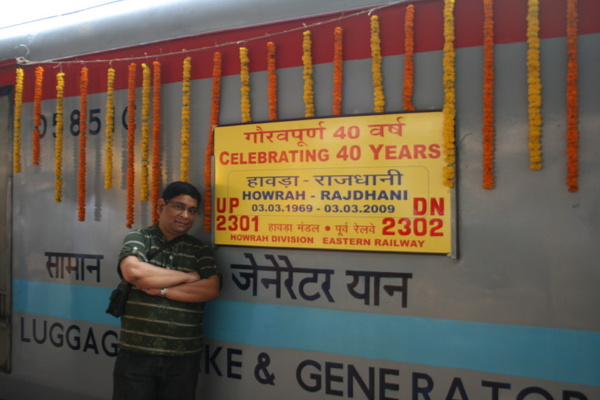 0585 C
गौरवपूर्ण 40 वर्ष
CELEBRATING 40 YEARS
हावड़ा - राजधानी
HOWRAH - RAJDHANI
03.03.1969 - 03.03.2009
UP DN
2301 हावड़ा मंडल • पूर्व रेलवे 2302
HOWRAH DIVISION EASTERN RAILWAY
सामान जेनेरेटर यान
LUGGAG KE & GENERATO